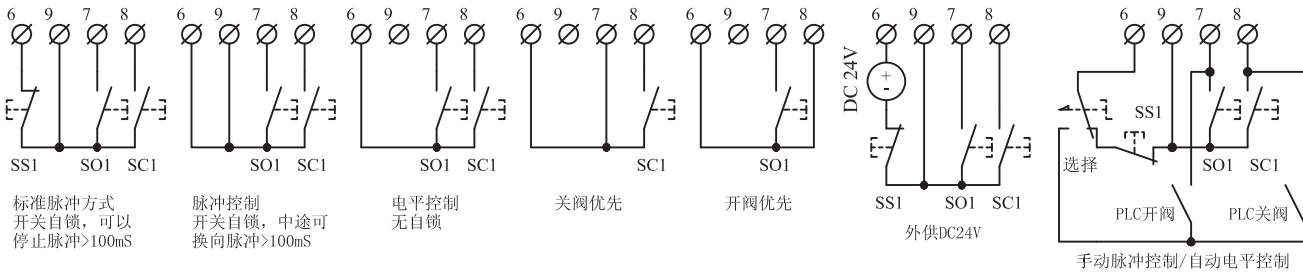 6 9 7 8
SS1 SO1 SC1
标准脉冲方式
开关自锁，可以
停止脉冲>100mS
6 9 7 8
SO1 SC1
脉冲控制
开关自锁，中途可
换向脉冲>100mS
6 9 7 8
SO1 SC1
电平控制
无自锁
6 9 7 8
SC1
关阀优先
6 9 7 8
SO1
开阀优先
6 9 7 8
DC 24V
+
-
SS1 SO1 SC1
外供DC24V
6 9 7 8
SS1
选择 SO1 SC1
PLC开阀 PLC关阀
手动脉冲控制/自动电平控制